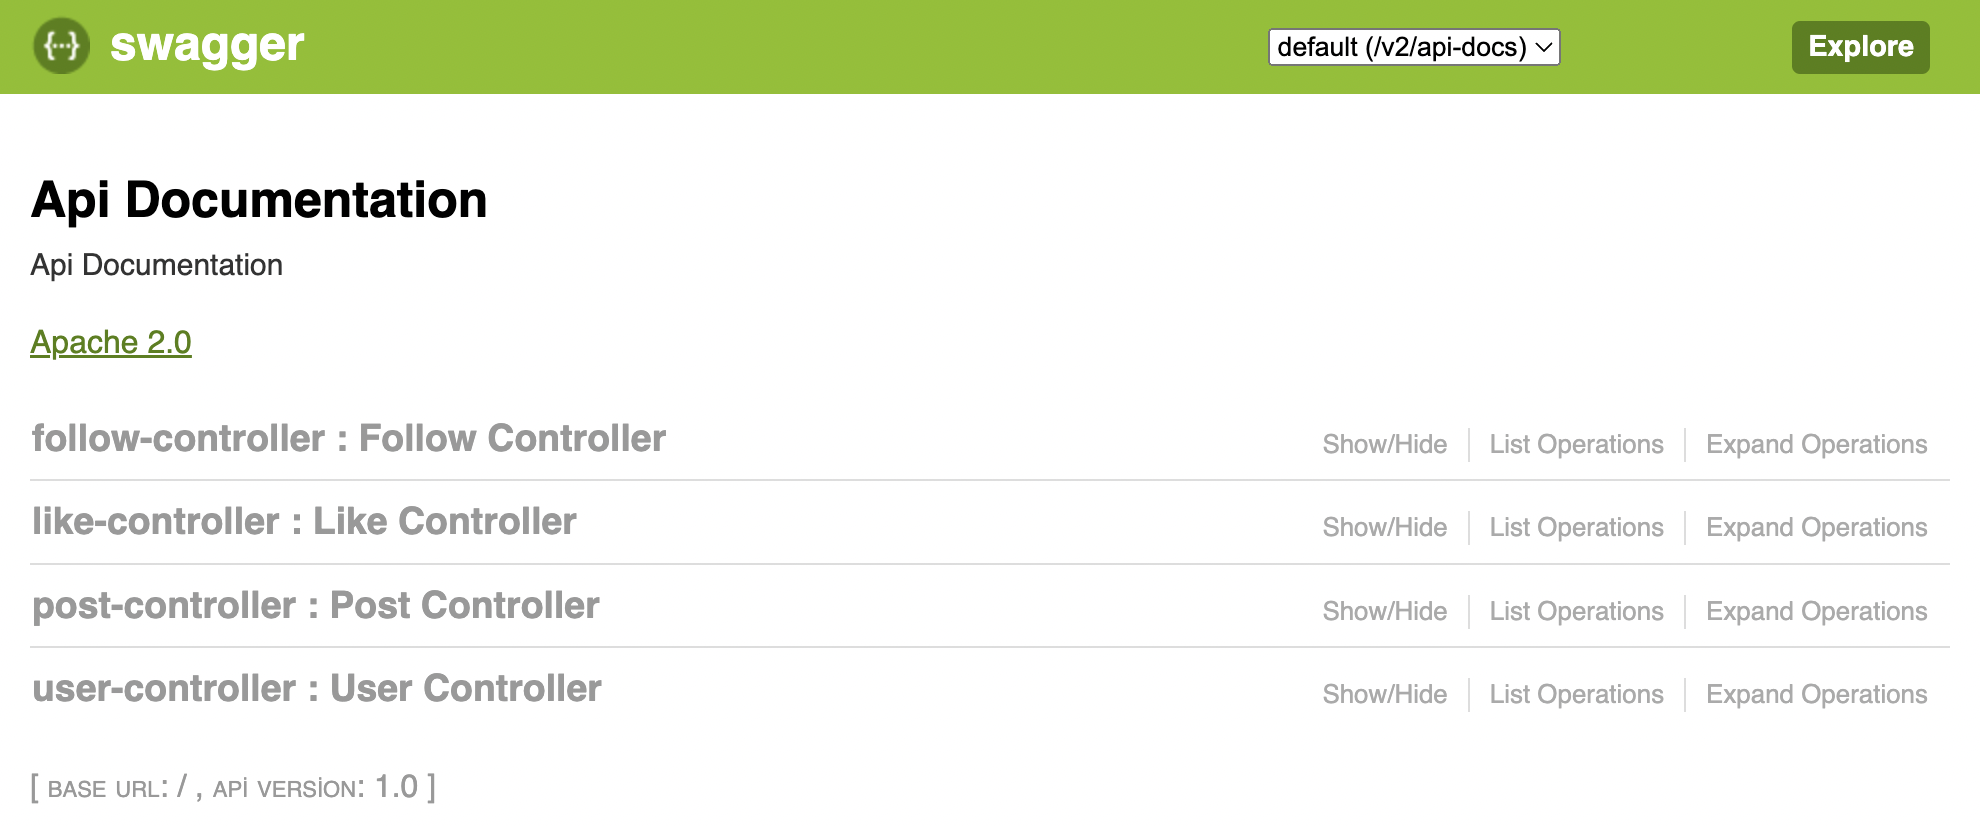 {···} swagger default (/v2/api-docs) Explore
Api Documentation
Api Documentation
Apache 2.0
follow-controller : Follow Controller Show/Hide List Operations Expand Operations
like-controller : Like Controller Show/Hide List Operations Expand Operations
post-controller : Post Controller Show/Hide List Operations Expand Operations
user-controller : User Controller Show/Hide List Operations Expand Operations
[ BASE URL: / , APİ VERSİON: 1.0 ]